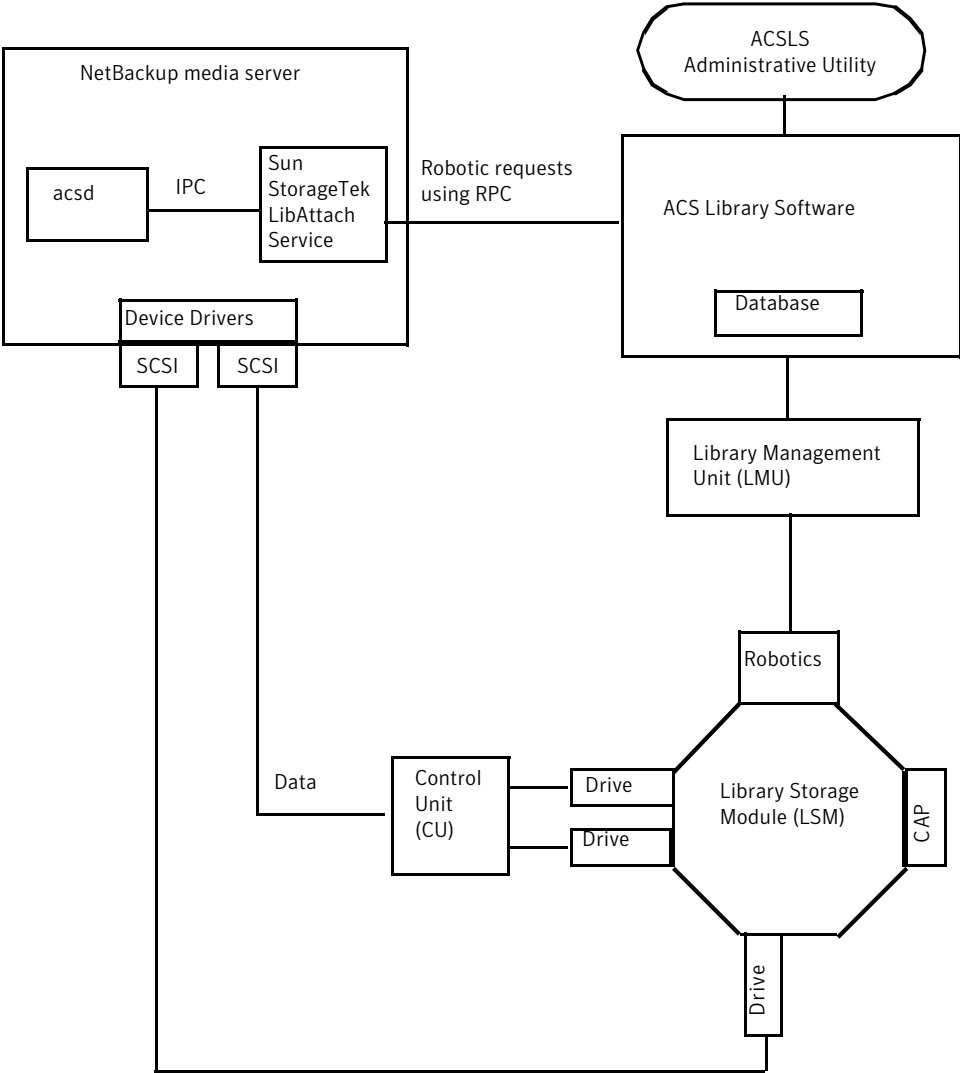 ACSLS
Administrative Utility
NetBackup media server
acsd
IPC
Sun
StorageTek
LibAttach
Service
Robotic requests
using RPC
ACS Library Software
Database
Device Drivers
SCSI
SCSI
Library Management
Unit (LMU)
Robotics
Data
Control
Unit
(CU)
Drive
Drive
Library Storage
Module (LSM)
CAP
Drive